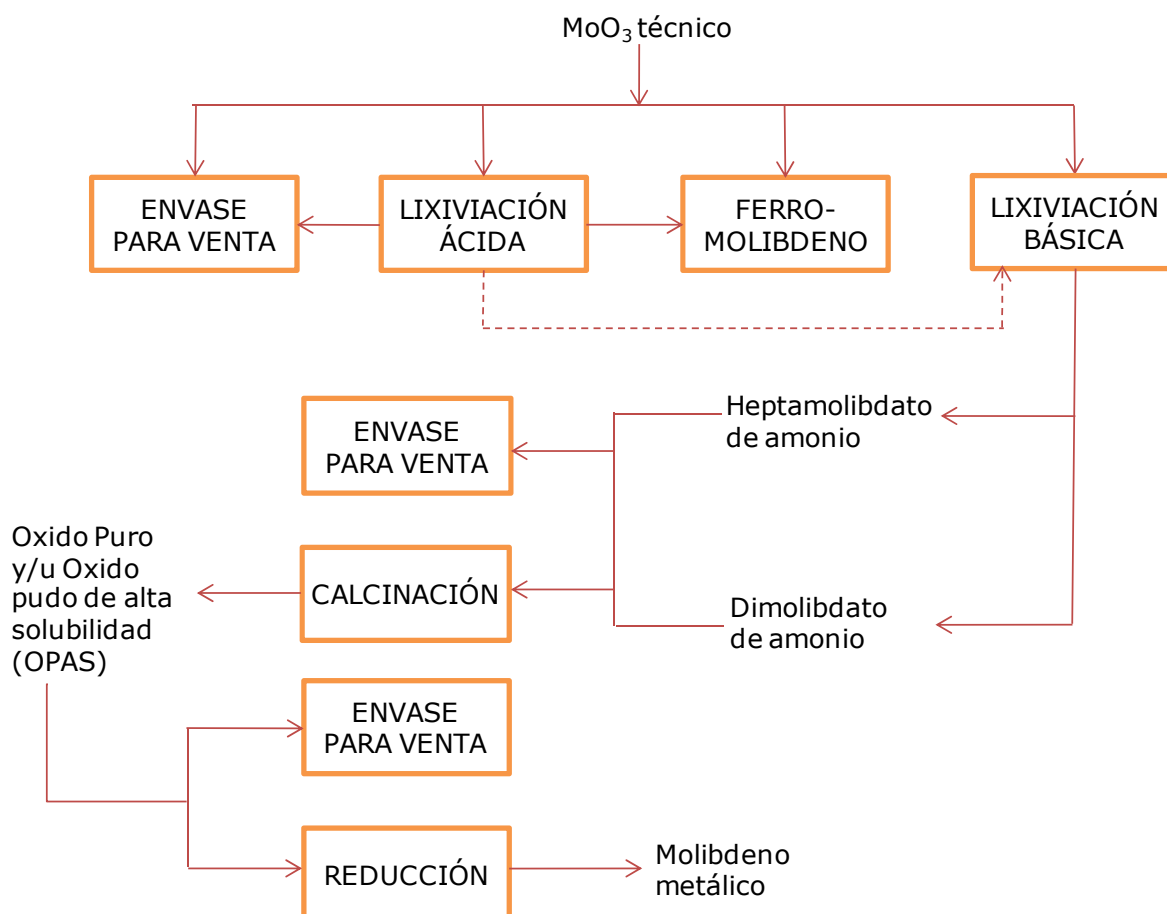 MoO₃ técnico
ENVASE
PARA VENTA
LIXIVIACIÓN
ÁCIDA
FERRO-
MOLIBDENO
LIXIVIACIÓN
BÁSICA
ENVASE
PARA VENTA
Heptamolibdato
de amonio
Oxido Puro
y/u Oxido
pudo de alta
solubilidad
(OPAS)
CALCINACIÓN
Dimolibdato
de amonio
ENVASE
PARA VENTA
REDUCCIÓN
Molibdeno
metálico